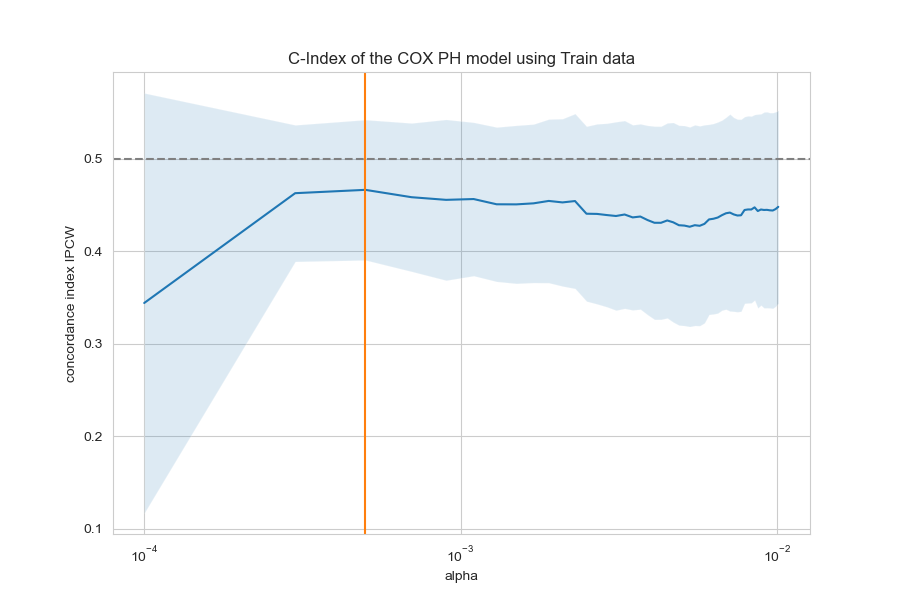 C-Index of the COX PH model using Train data
concordance index IPCW
0.5
0.4
0.3
0.2
0.1
10⁻⁴
10⁻³
10⁻²
alpha